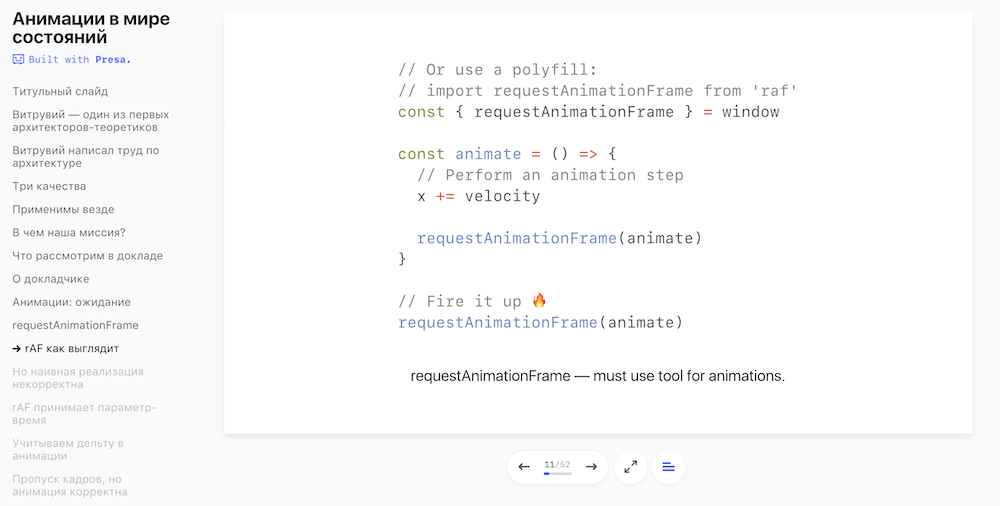 Анимации в мире
состояний
Built with Presa.
Титульный слайд
Витрувий — один из первых
архитекторов-теоретиков
Витрувий написал труд по
архитектуре
Три качества
Применимы везде
В чем наша миссия?
Что рассмотрим в докладе
О докладчике
Анимации: ожидание
requestAnimationFrame
→ rAF как выглядит
Но наивная реализация
некорректна
rAF принимает параметр-
время
Учитываем дельту в
анимации
Пропуск кадров, но
анимация корректна
// Or use a polyfill:
// import requestAnimationFrame from 'raf'
const { requestAnimationFrame } = window
const animate = () => {
// Perform an animation step
x += velocity
requestAnimationFrame(animate)
}
// Fire it up 🔥
requestAnimationFrame(animate)
requestAnimationFrame — must use tool for animations.
11/52